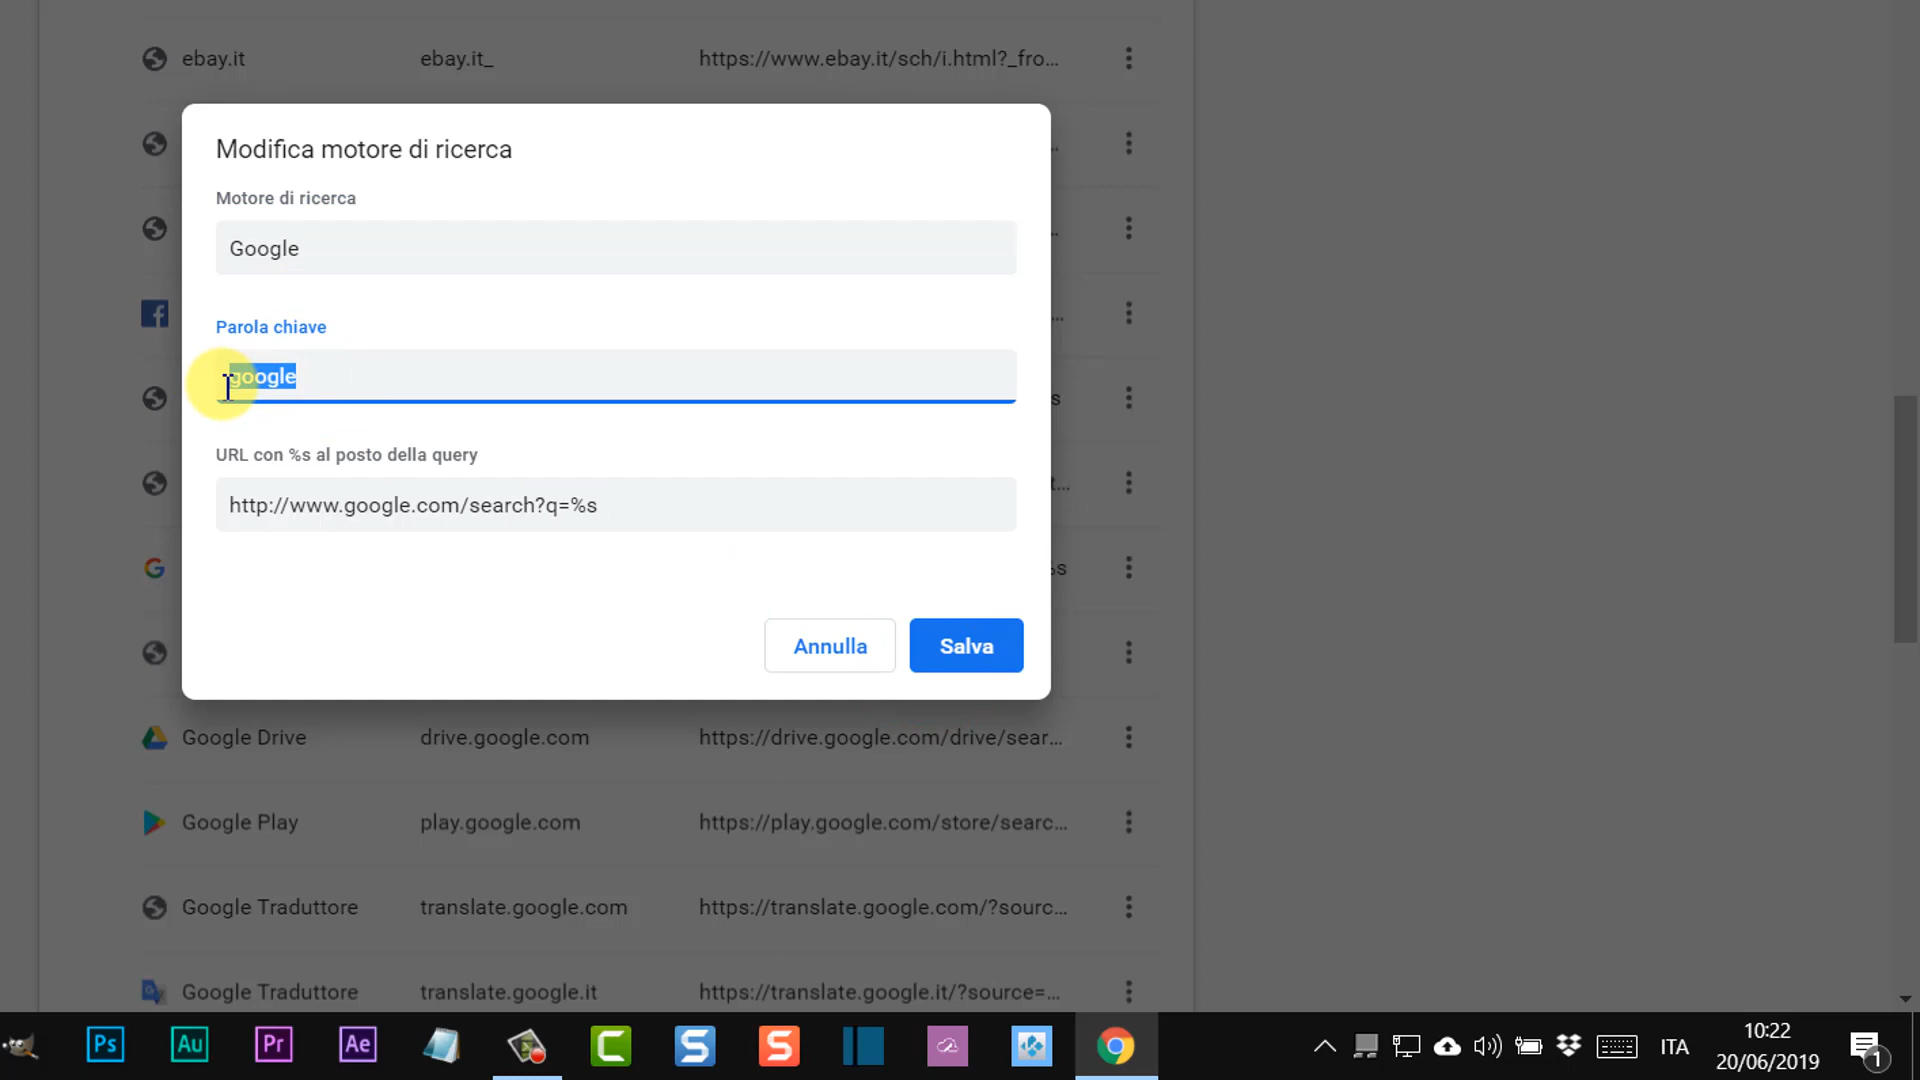 ebay.it ebay.it_ https://www.ebay.it/sch/i.html?_fro...
Modifica motore di ricerca
Motore di ricerca
Google
Parola chiave
google
URL con %s al posto della query
http://www.google.com/search?q=%s
Annulla Salva
Google Drive drive.google.com https://drive.google.com/drive/sear...
Google Play play.google.com https://play.google.com/store/searc...
Google Traduttore translate.google.com https://translate.google.com/?sourc...
Google Traduttore translate.google.it https://translate.google.it/?source=...
Ps Au Pr Ae ITA 10:22
20/06/2019 1